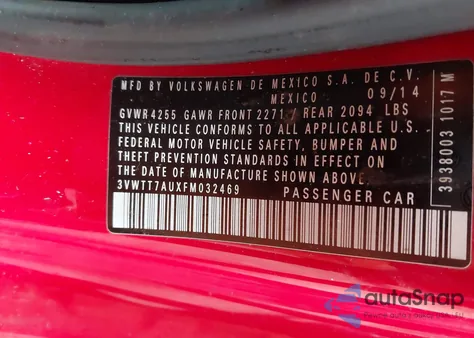 MFD BY VOLKSWAGEN DE MEXICO S.A. DE C.V.
MEXICO 09/14
GVWR 4255 GAWR FRONT 2271/ REAR 2094 LBS
THIS VEHICLE CONFORMS TO ALL APPLICABLE U.S.
FEDERAL MOTOR VEHICLE SAFETY, BUMPER AND
THEFT PREVENTION STANDARDS IN EFFECT ON
THE DATE OF MANUFACTURE SHOWN ABOVE.
3VWTT7AUXFM032469 PASSENGER CAR
3938003 1017 M
autoSnap